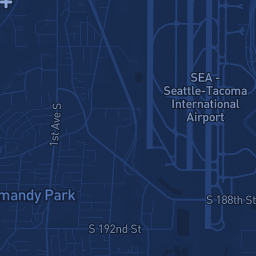 SEA -
Seattle-Tacoma
International
Airport
1st Ave S
mandy Park
S 188th St
S 192nd St